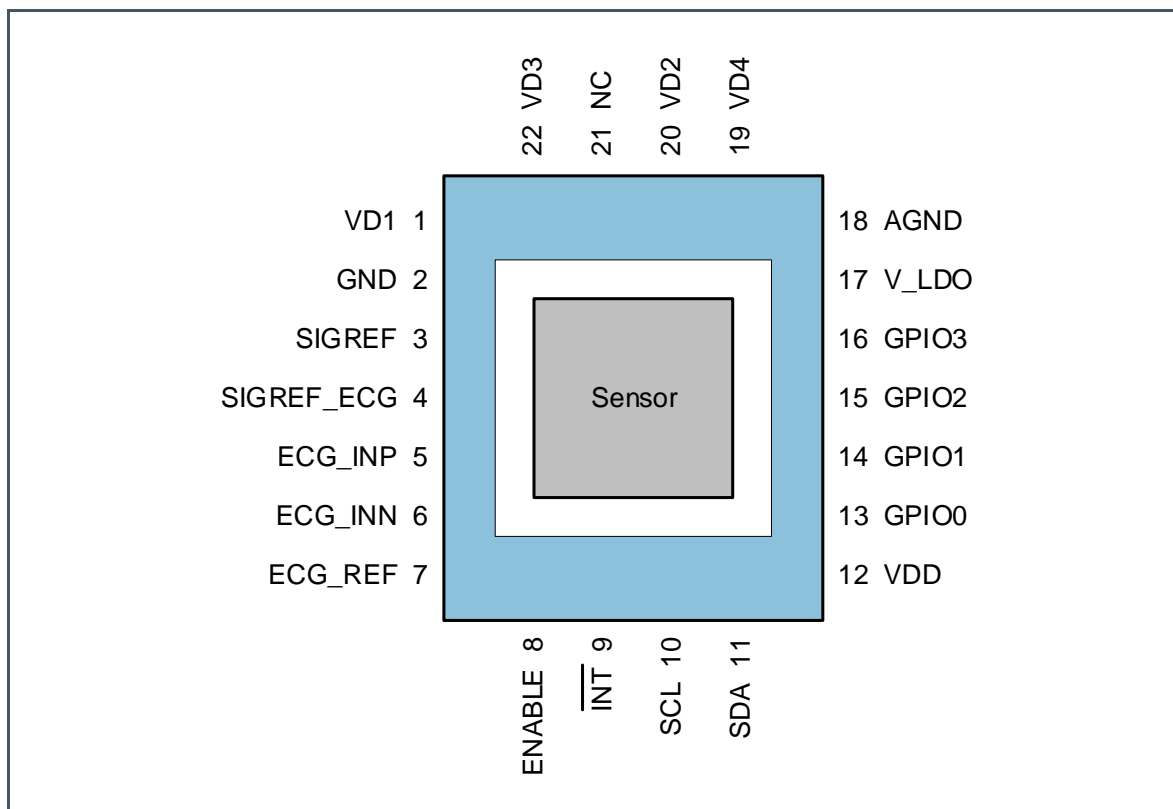 22 VD3
21 NC
20 VD2
19 VD4
VD1 1
GND 2
SIGREF 3
SIGREF_ECG 4
ECG_INP 5
ECG_INN 6
ECG_REF 7
Sensor
18 AGND
17 V_LDO
16 GPIO3
15 GPIO2
14 GPIO1
13 GPIO0
12 VDD
ENABLE 8
INT 9
SCL 10
SDA 11